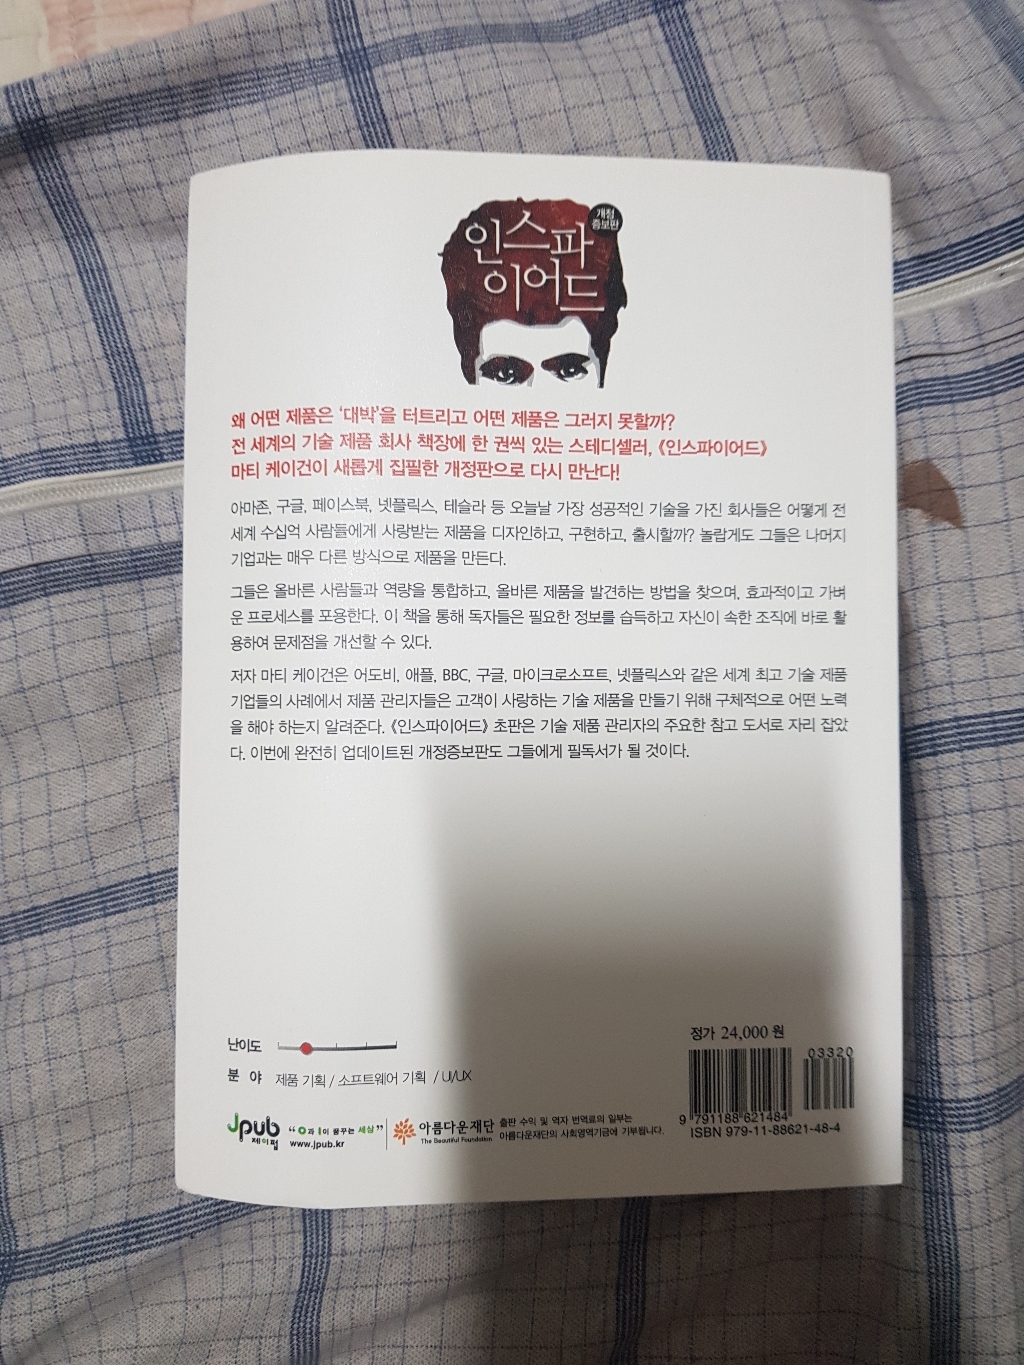 인스파
이어드
개정
증보판
왜 어떤 제품은 '대박'을 터트리고 어떤 제품은 그러지 못할까?
전 세계의 기술 제품 회사 책장에 한 권씩 있는 스테디셀러, 《인스파이어드》
마티 케이건이 새롭게 집필한 개정판으로 다시 만난다!
아마존, 구글, 페이스북, 넷플릭스, 테슬라 등 오늘날 가장 성공적인 기술을 가진 회사들은 어떻게 전
세계 수십억 사람들에게 사랑받는 제품을 디자인하고, 구현하고, 출시할까? 놀랍게도 그들은 나머지
기업과는 매우 다른 방식으로 제품을 만든다.
그들은 올바른 사람들과 역량을 통합하고, 올바른 제품을 발견하는 방법을 찾으며, 효과적이고 가벼
운 프로세스를 포용한다. 이 책을 통해 독자들은 필요한 정보를 습득하고 자신이 속한 조직에 바로 활
용하여 문제점을 개선할 수 있다.
저자 마티 케이건은 어도비, 애플, BBC, 구글, 마이크로소프트, 넷플릭스와 같은 세계 최고 기술 제품
기업들의 사례에서 제품 관리자들은 고객이 사랑하는 기술 제품을 만들기 위해 구체적으로 어떤 노력
을 해야 하는지 알려준다. 《인스파이어드》 초판은 기술 제품 관리자의 주요한 참고 도서로 자리 잡았
다. 이번에 완전히 업데이트된 개정증보판도 그들에게 필독서가 될 것이다.
난이도
분 야 제품 기획 / 소프트웨어 기획 / UI/UX
정가 24,000 원
03320
9 791188 621484
ISBN 979-11-88621-48-4
Jpub
제이펍
"O과 I이 꿈꾸는 세상"
www.jpub.kr
아름다운재단
The Beautiful Foundation
출판 수익 및 역자 번역료의 일부는
아름다운재단의 사회영역기금에 기부됩니다.